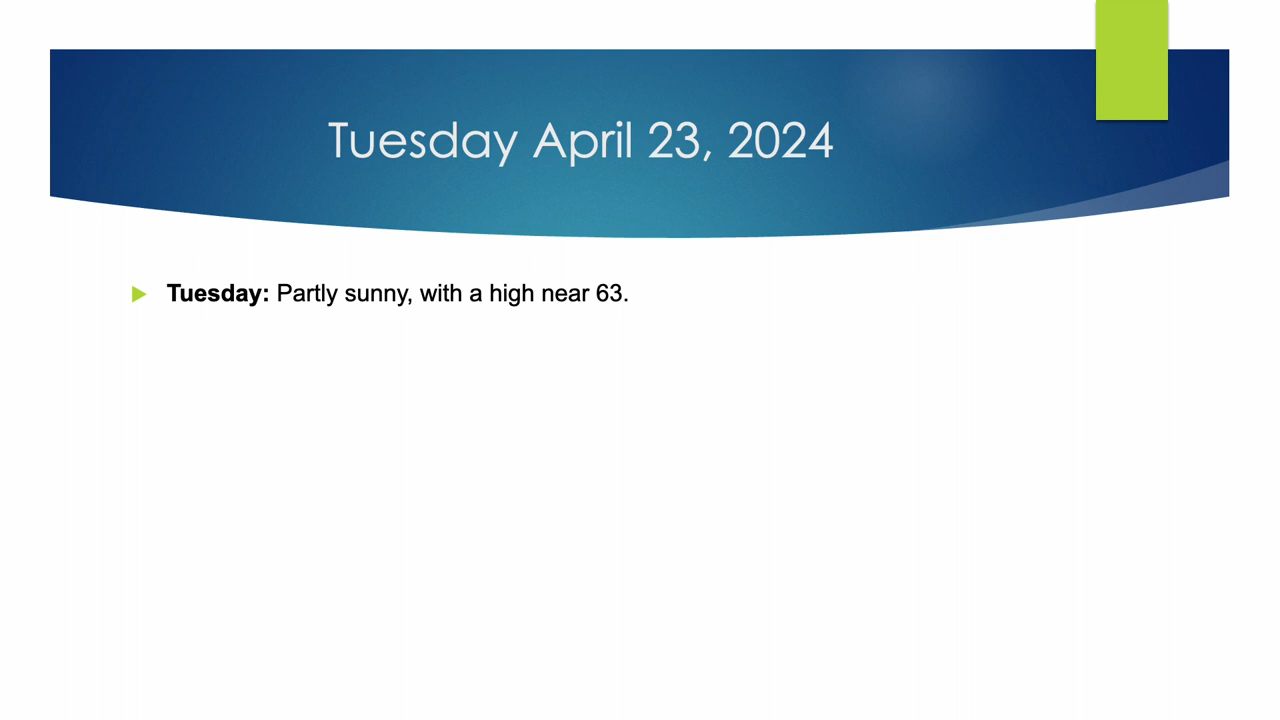 Tuesday April 23, 2024
Tuesday: Partly sunny, with a high near 63.